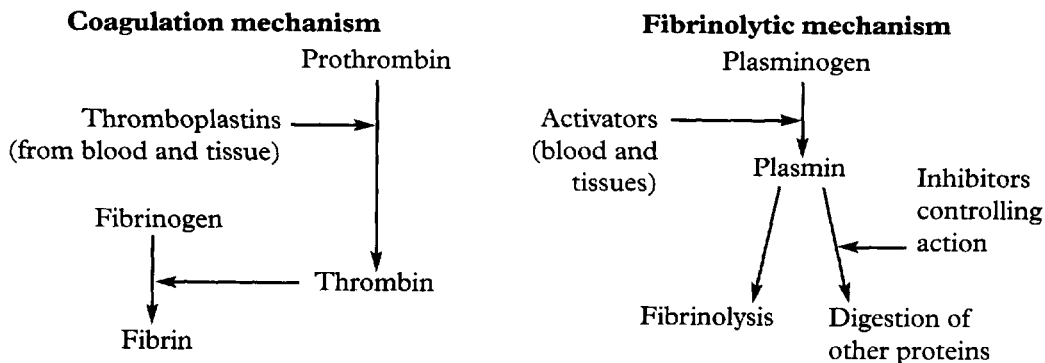 Coagulation mechanism
Prothrombin
Thromboplastins
(from blood and tissue)
Fibrinogen
Thrombin
Fibrin
Fibrinolytic mechanism
Plasminogen
Activators
(blood and
tissues)
Plasmin
Inhibitors
controlling
action
Fibrinolysis
Digestion of
other proteins